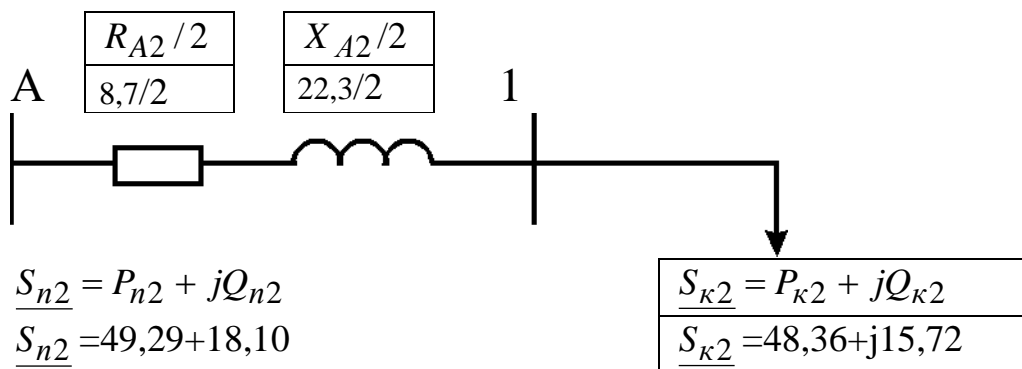 R_A2 / 2
8,7/2
X_A2 /2
22,3/2
A
1
S_n2 = P_n2 + jQ_n2
S_n2 =49,29+18,10
S_к2 = P_к2 + jQ_к2
S_к2 =48,36+j15,72